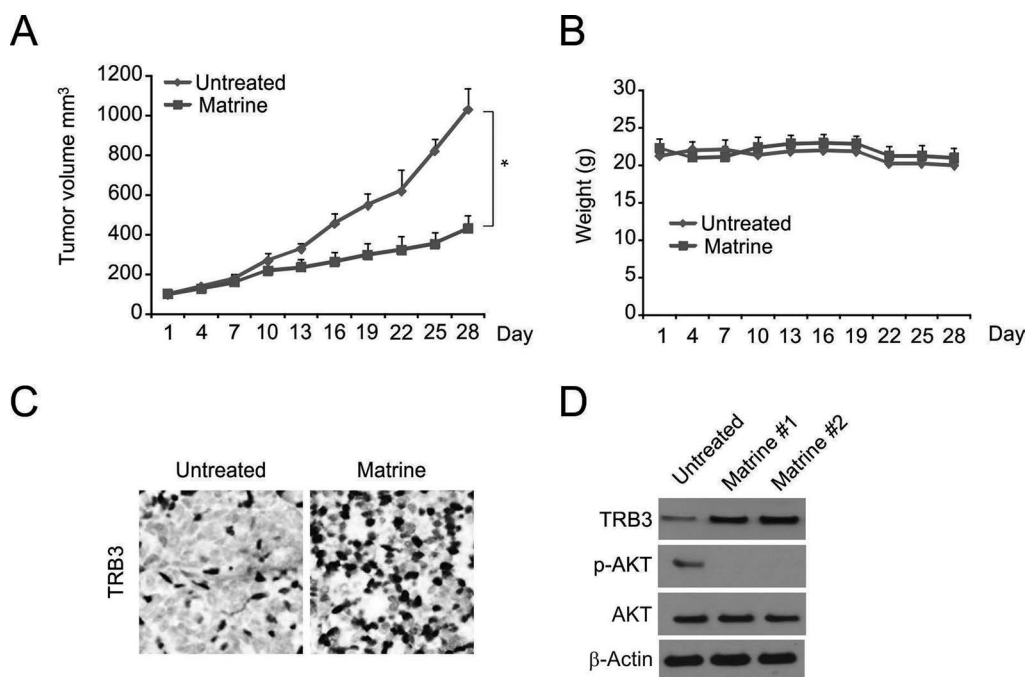 A
Tumor volume mm³
1200
1000
800
600
400
200
0
Untreated
Matrine
*
1 4 7 10 13 16 19 22 25 28 Day
B
Weight (g)
30
25
20
15
10
5
0
Untreated
Matrine
1 4 7 10 13 16 19 22 25 28 Day
C
Untreated Matrine
TRB3
D
Untreated
Matrine #1
Matrine #2
TRB3
p-AKT
AKT
β-Actin